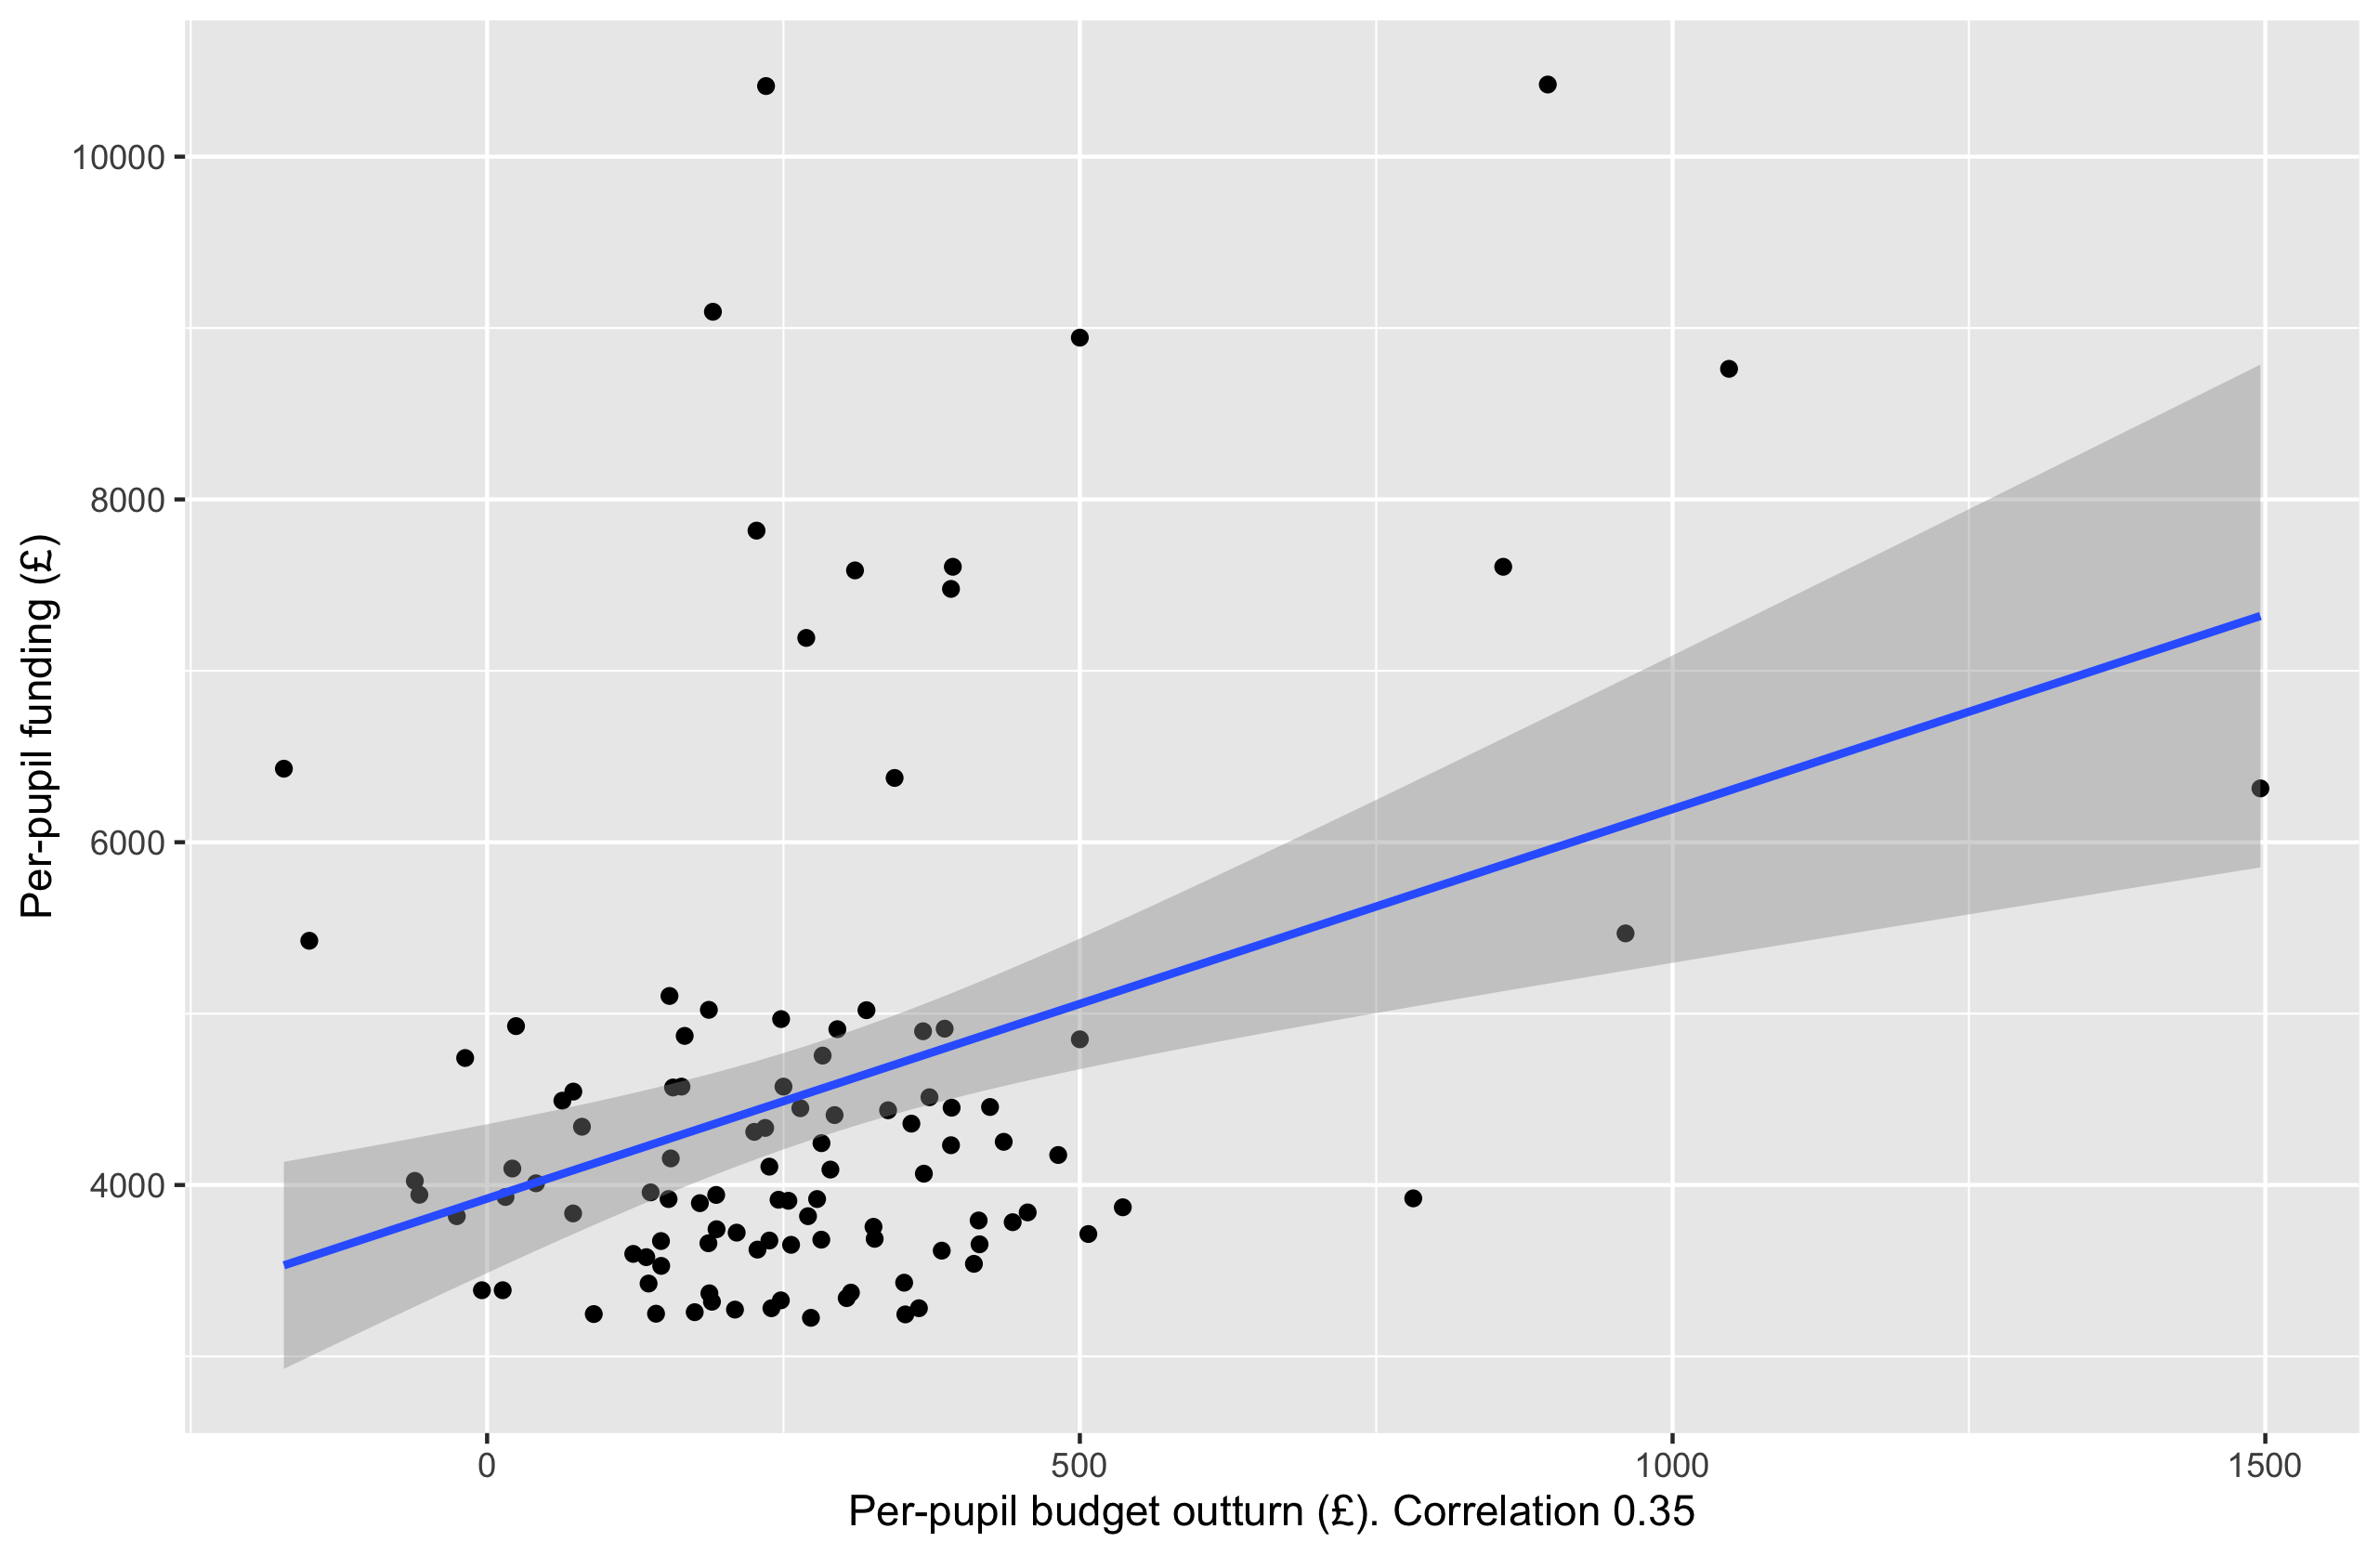 Per-pupil funding (£)
10000
8000
6000
4000
0 500 1000 1500
Per-pupil budget outturn (£). Correlation 0.35